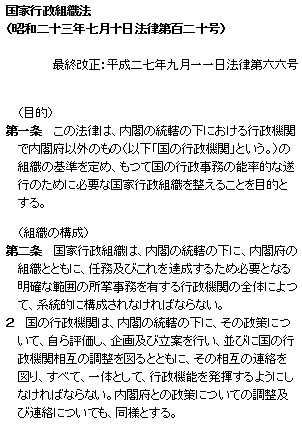 国家行政組織法
（昭和二十三年七月十日法律第百二十号）
最終改正：平成二七年九月一一日法律第六六号
（目的）
第一条　この法律は、内閣の統轄の下における行政機関
で内閣府以外のもの（以下「国の行政機関」という。）の
組織の基準を定め、もつて国の行政事務の能率的な遂
行のために必要な国家行政組織を整えることを目的と
する。
（組織の構成）
第二条　国家行政組織は、内閣の統轄の下に、内閣府の
組織とともに、任務及びこれを達成するため必要となる
明確な範囲の所掌事務を有する行政機関の全体によつ
て、系統的に構成されなければならない。
２　国の行政機関は、内閣の統轄の下に、その政策につ
いて、自ら評価し、企画及び立案を行い、並びに国の行
政機関相互の調整を図るとともに、その相互の連絡を
図り、すべて、一体として、行政機能を発揮するようにし
なければならない。内閣府との政策についての調整及
び連絡についても、同様とする。